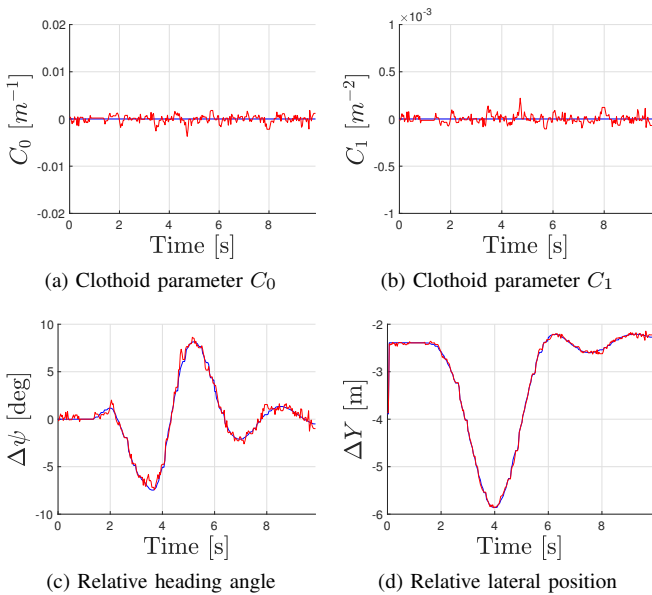 ×10⁻³
0.02
0.01
0
-0.01
-0.02
C₀ [m⁻¹]
0 2 4 6 8
Time [s]
(a) Clothoid parameter C₀
1
0.5
0
-0.5
-1
C₁ [m⁻²]
0 2 4 6 8
Time [s]
(b) Clothoid parameter C₁
10
5
0
-5
-10
Δψ [deg]
0 2 4 6 8
Time [s]
(c) Relative heading angle
-2
-3
-4
-5
-6
ΔY [m]
0 2 4 6 8
Time [s]
(d) Relative lateral position